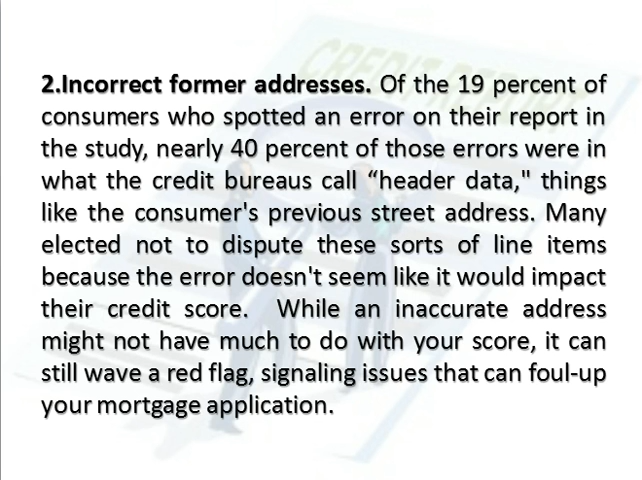 CREDIT REPORT
2.Incorrect former addresses. Of the 19 percent of
consumers who spotted an error on their report in
the study, nearly 40 percent of those errors were in
what the credit bureaus call “header data," things
like the consumer's previous street address. Many
elected not to dispute these sorts of line items
because the error doesn't seem like it would impact
their credit score.  While an inaccurate address
might not have much to do with your score, it can
still wave a red flag, signaling issues that can foul-up
your mortgage application.